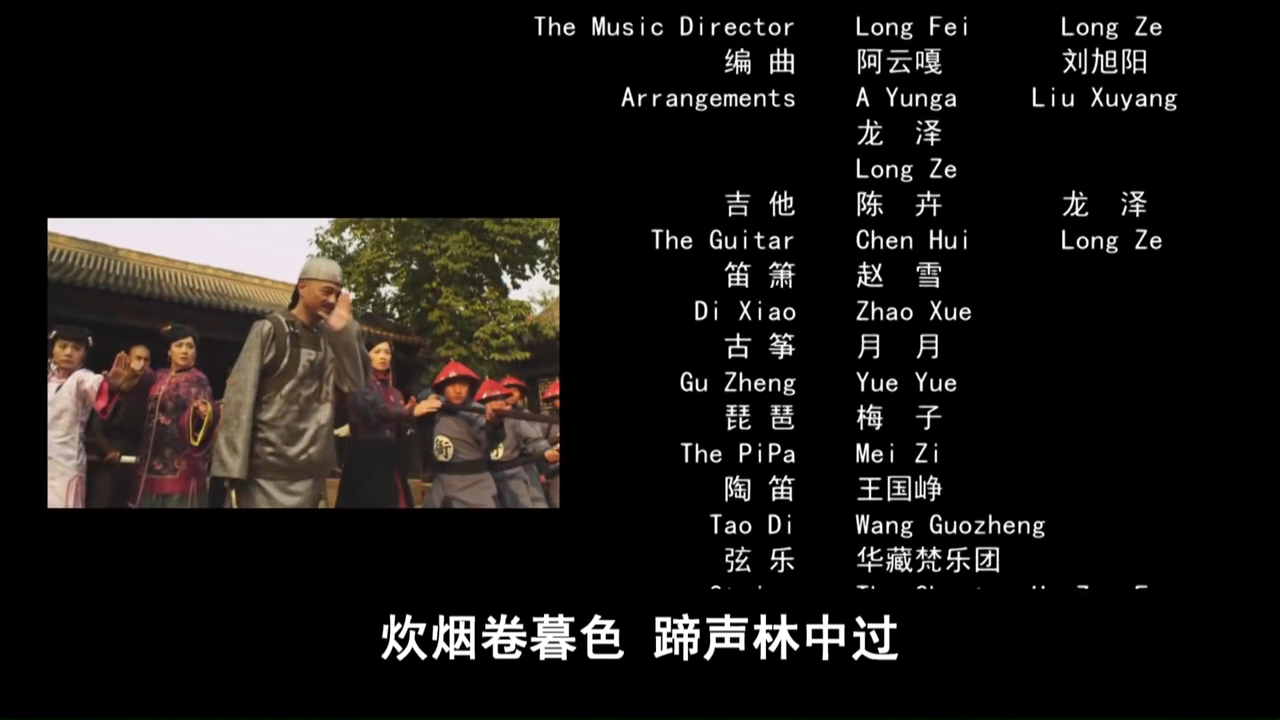 The Music Director Long Fei Long Ze
编 曲 阿云嘎 刘旭阳
Arrangements A Yunga Liu Xuyang
龙 泽
Long Ze
吉 他 陈 卉 龙 泽
The Guitar Chen Hui Long Ze
笛 箫 赵 雪
Di Xiao Zhao Xue
古 筝 月 月
Gu Zheng Yue Yue
琵 琶 梅 子
The PiPa Mei Zi
陶 笛 王国峥
Tao Di Wang Guozheng
弦 乐 华藏梵乐团
炊烟卷暮色 蹄声林中过